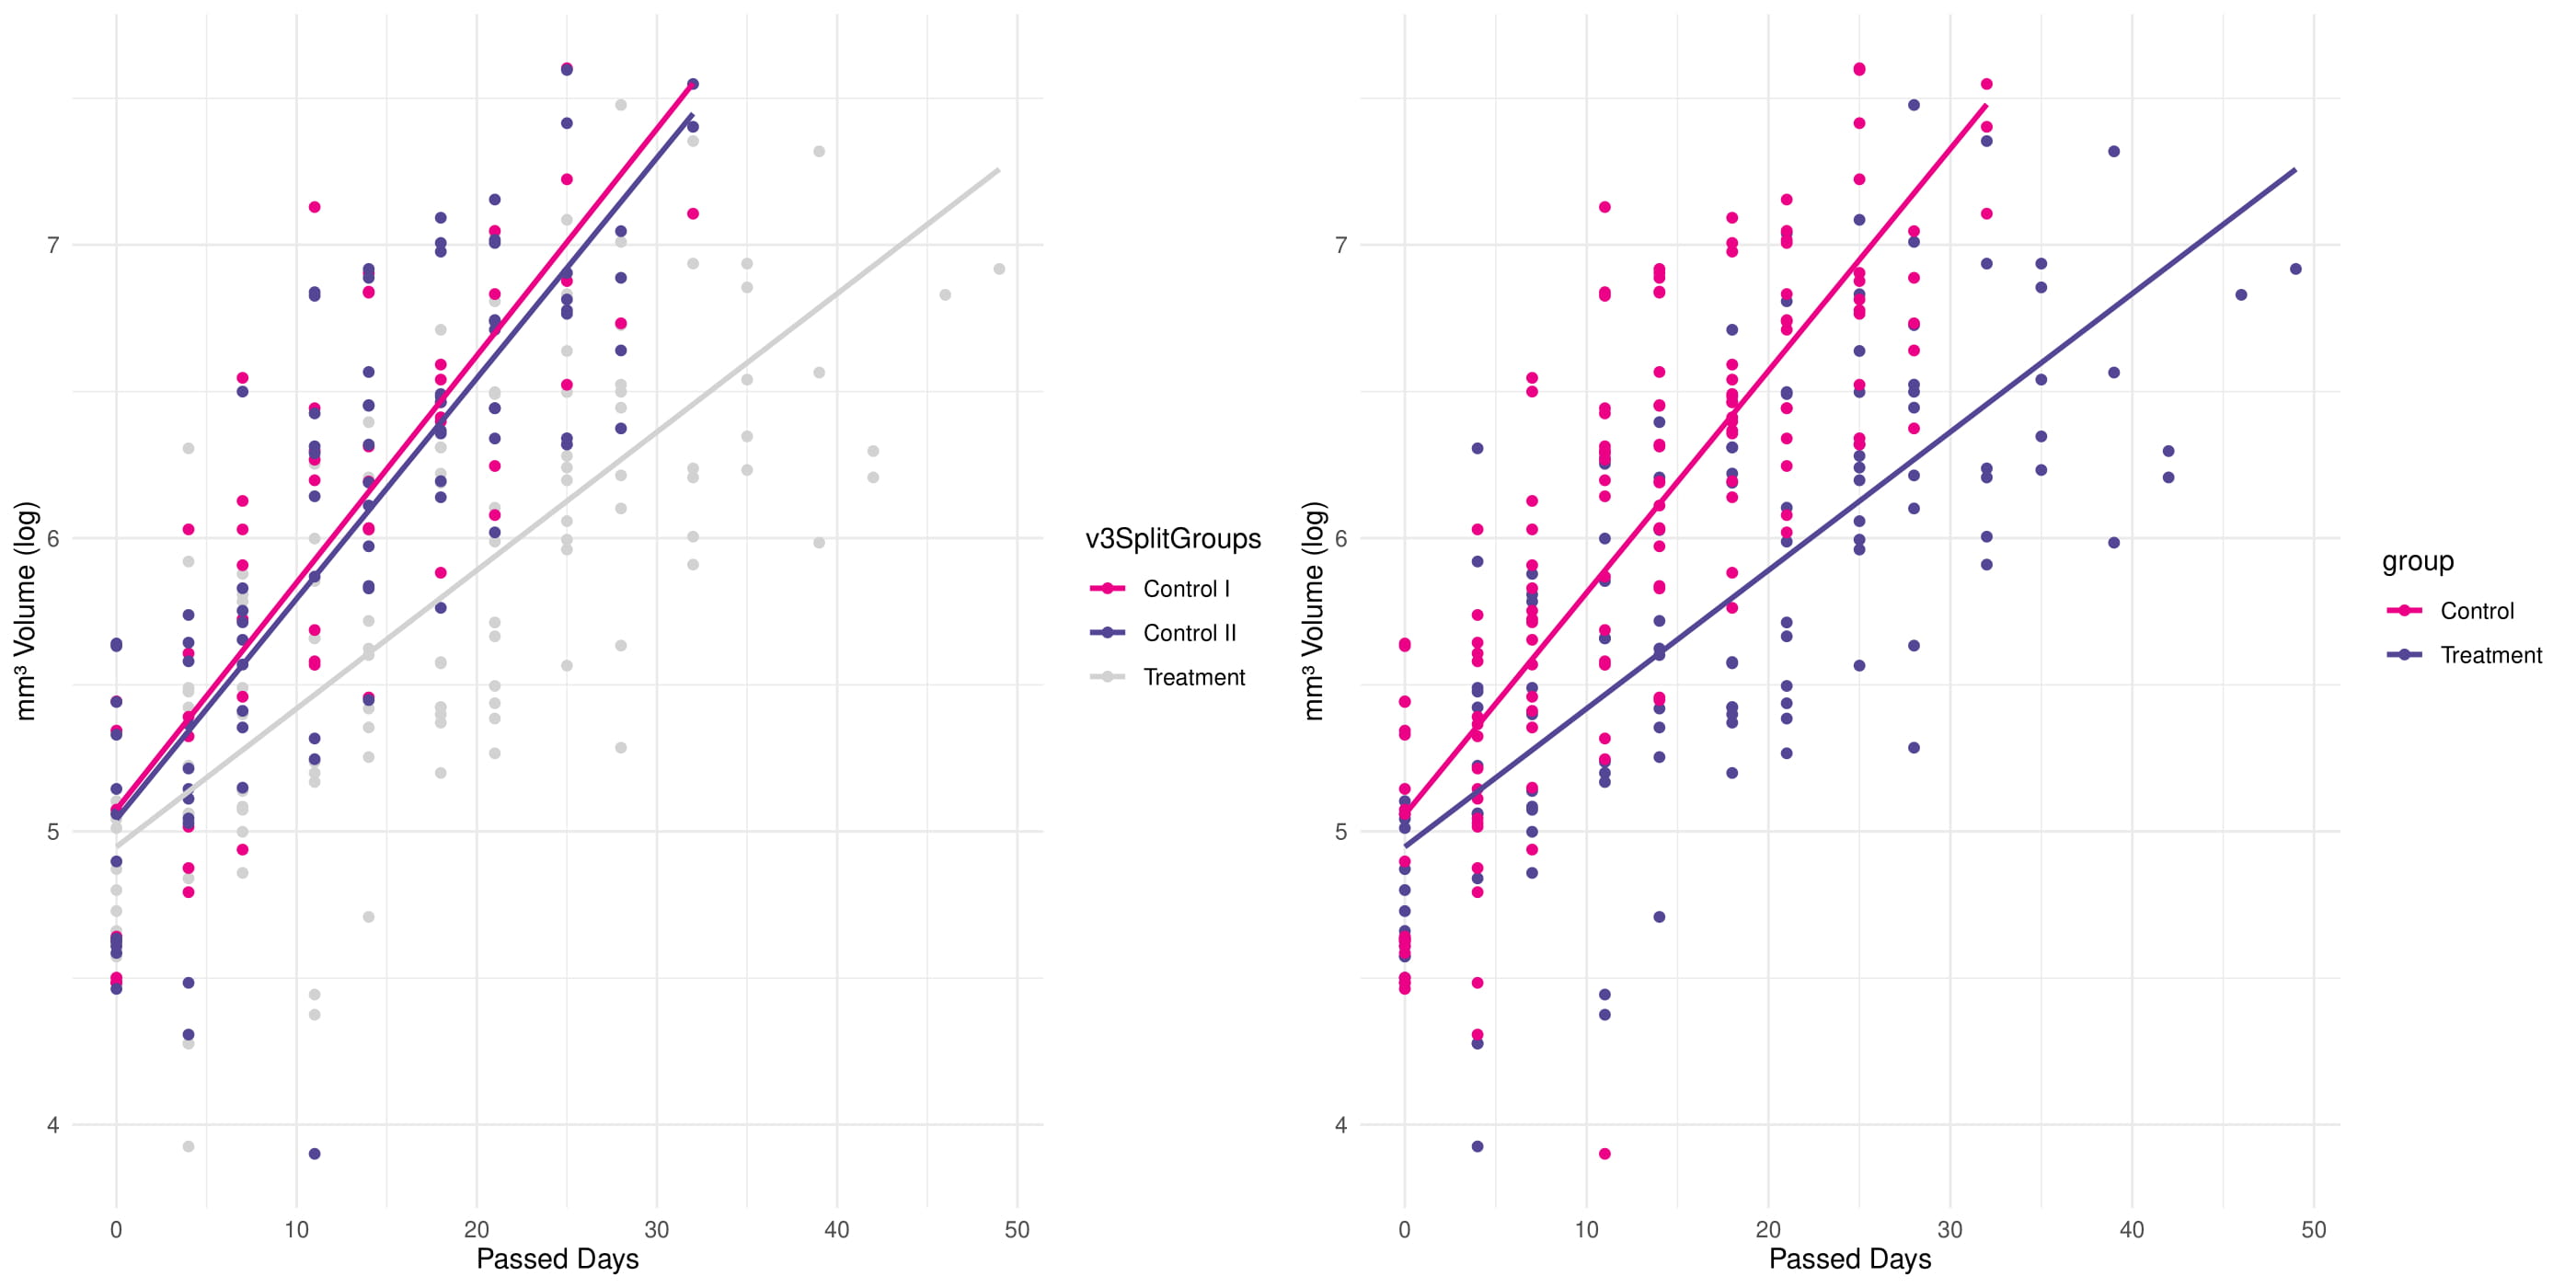 mm³ Volume (log)
7
6
5
4
0 10 20 30 40 50
Passed Days
v3SplitGroups
Control I
Control II
Treatment
mm³ Volume (log)
7
6
5
4
0 10 20 30 40 50
Passed Days
group
Control
Treatment